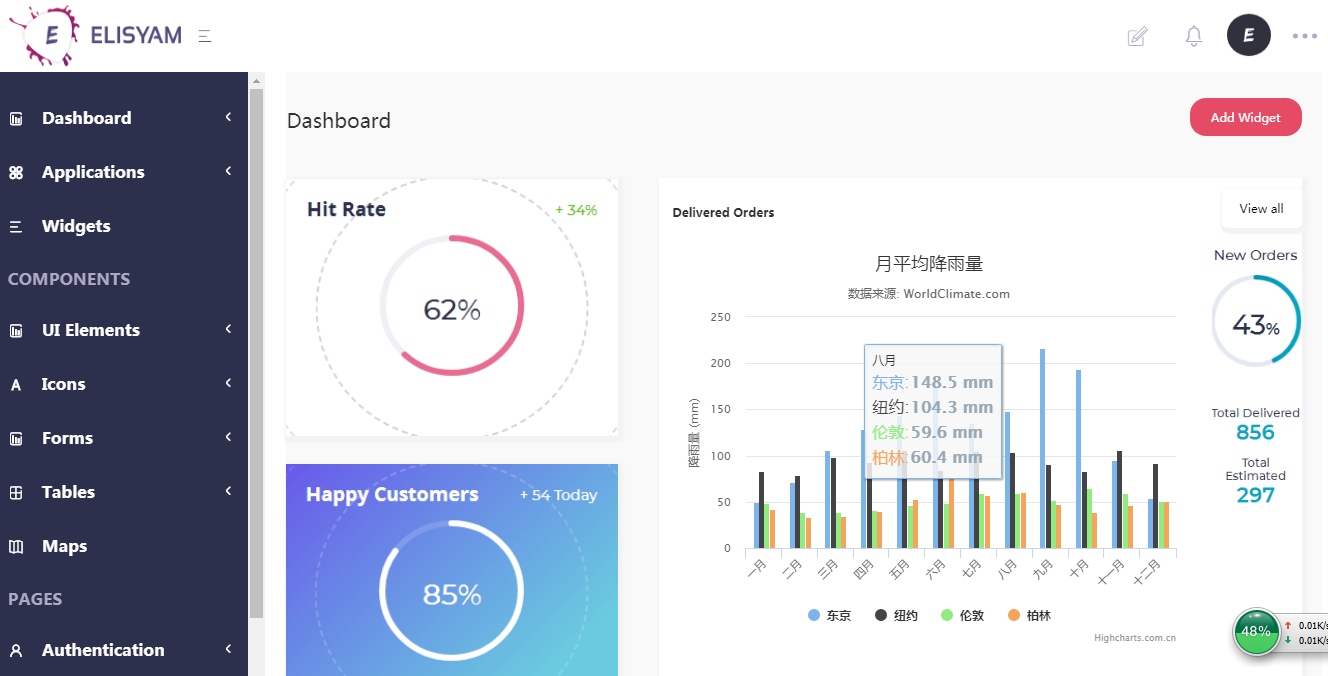 E ELISYAM
E
Dashboard
Applications
Widgets
COMPONENTS
UI Elements
A Icons
Forms
Tables
Maps
PAGES
Authentication
Dashboard
Add Widget
Hit Rate
+ 34%
62%
Happy Customers
+ 54 Today
85%
Delivered Orders
View all
月平均降雨量
数据来源: WorldClimate.com
降雨量 (mm)
250
200
150
100
50
0
八月
东京: 148.5 mm
纽约: 104.3 mm
伦敦: 59.6 mm
柏林: 60.4 mm
一月
二月
三月
四月
五月
六月
七月
八月
九月
十月
十一月
十二月
东京
纽约
伦敦
柏林
Highcharts.com.cn
New Orders
43%
Total Delivered
856
Total
Estimated
297
48%
0.01K/s
0.01K/s